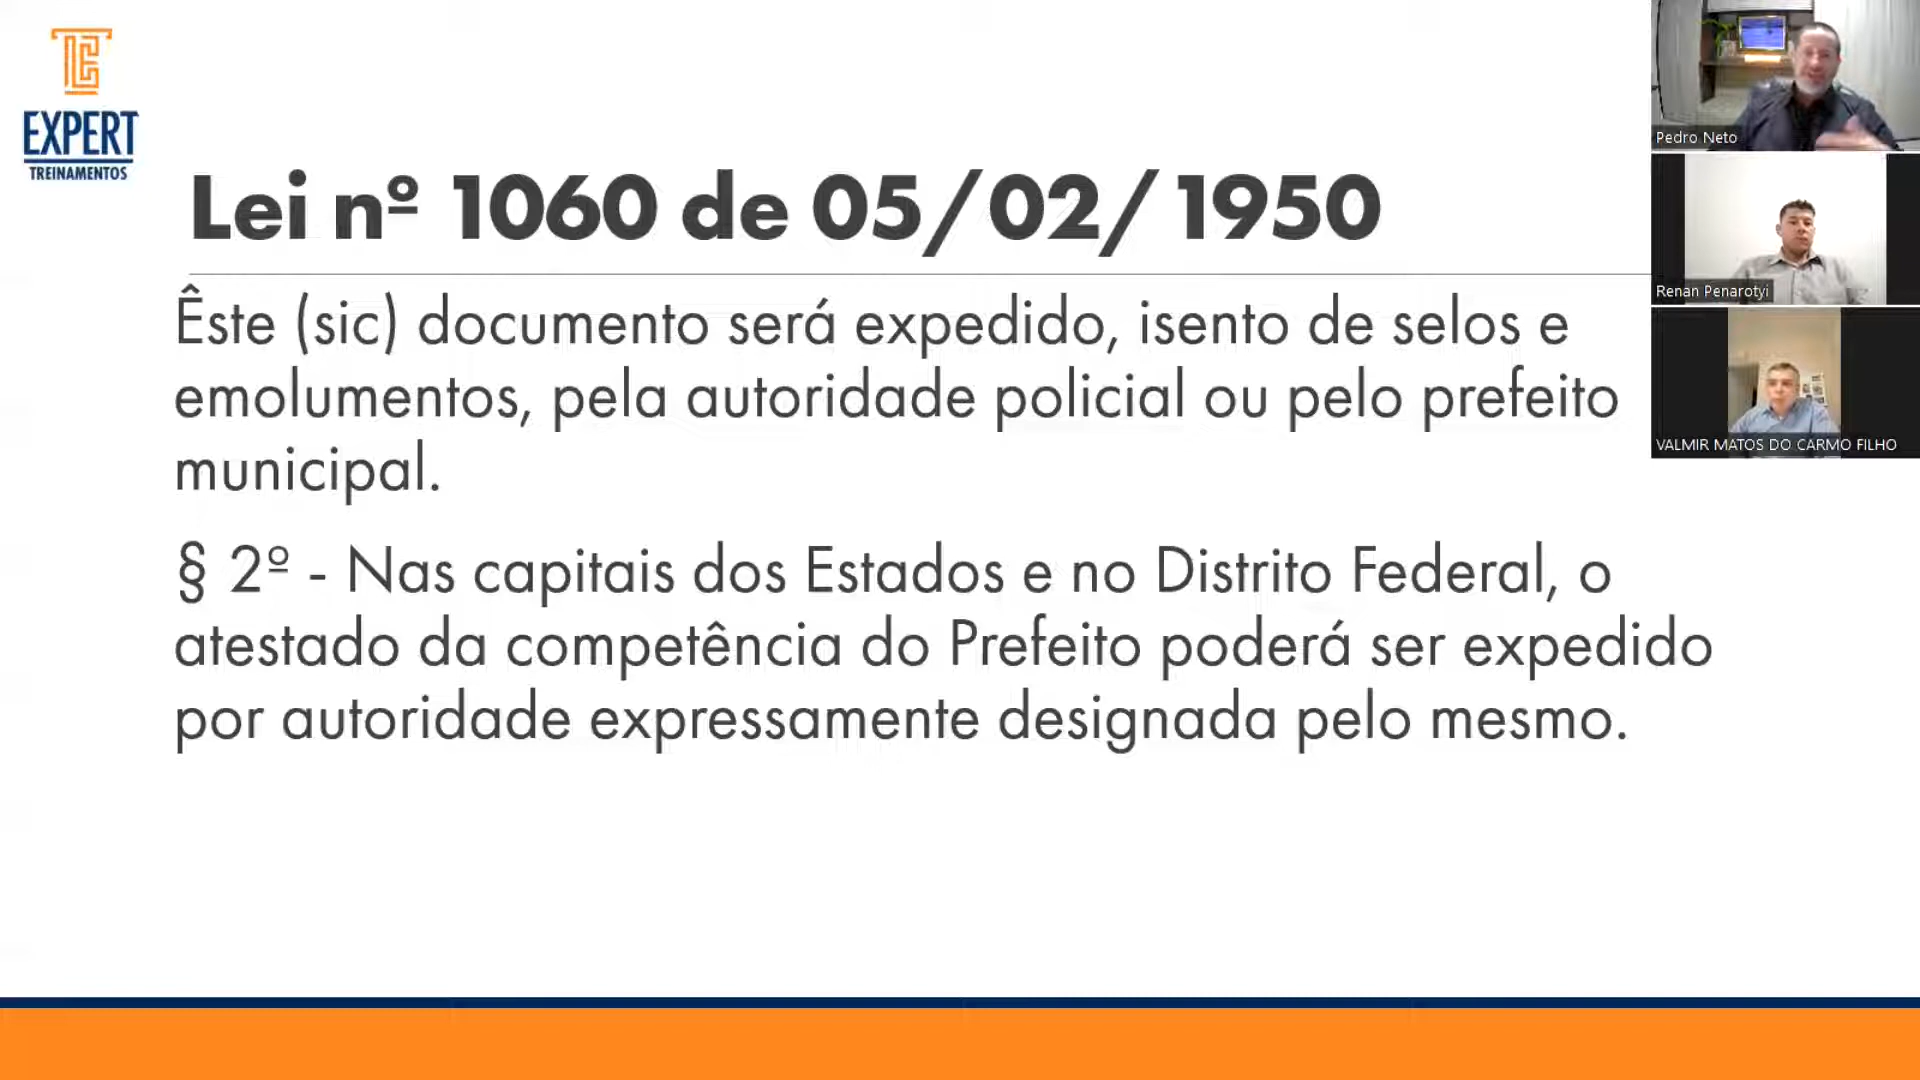 EXPERT
TREINAMENTOS
Lei nº 1060 de 05/02/1950
Êste (sic) documento será expedido, isento de selos e
emolumentos, pela autoridade policial ou pelo prefeito
municipal.
§ 2º - Nas capitais dos Estados e no Distrito Federal, o
atestado da competência do Prefeito poderá ser expedido
por autoridade expressamente designada pelo mesmo.
Pedro Neto
Renan Penarotyi
VALMIR MATOS DO CARMO FILHO